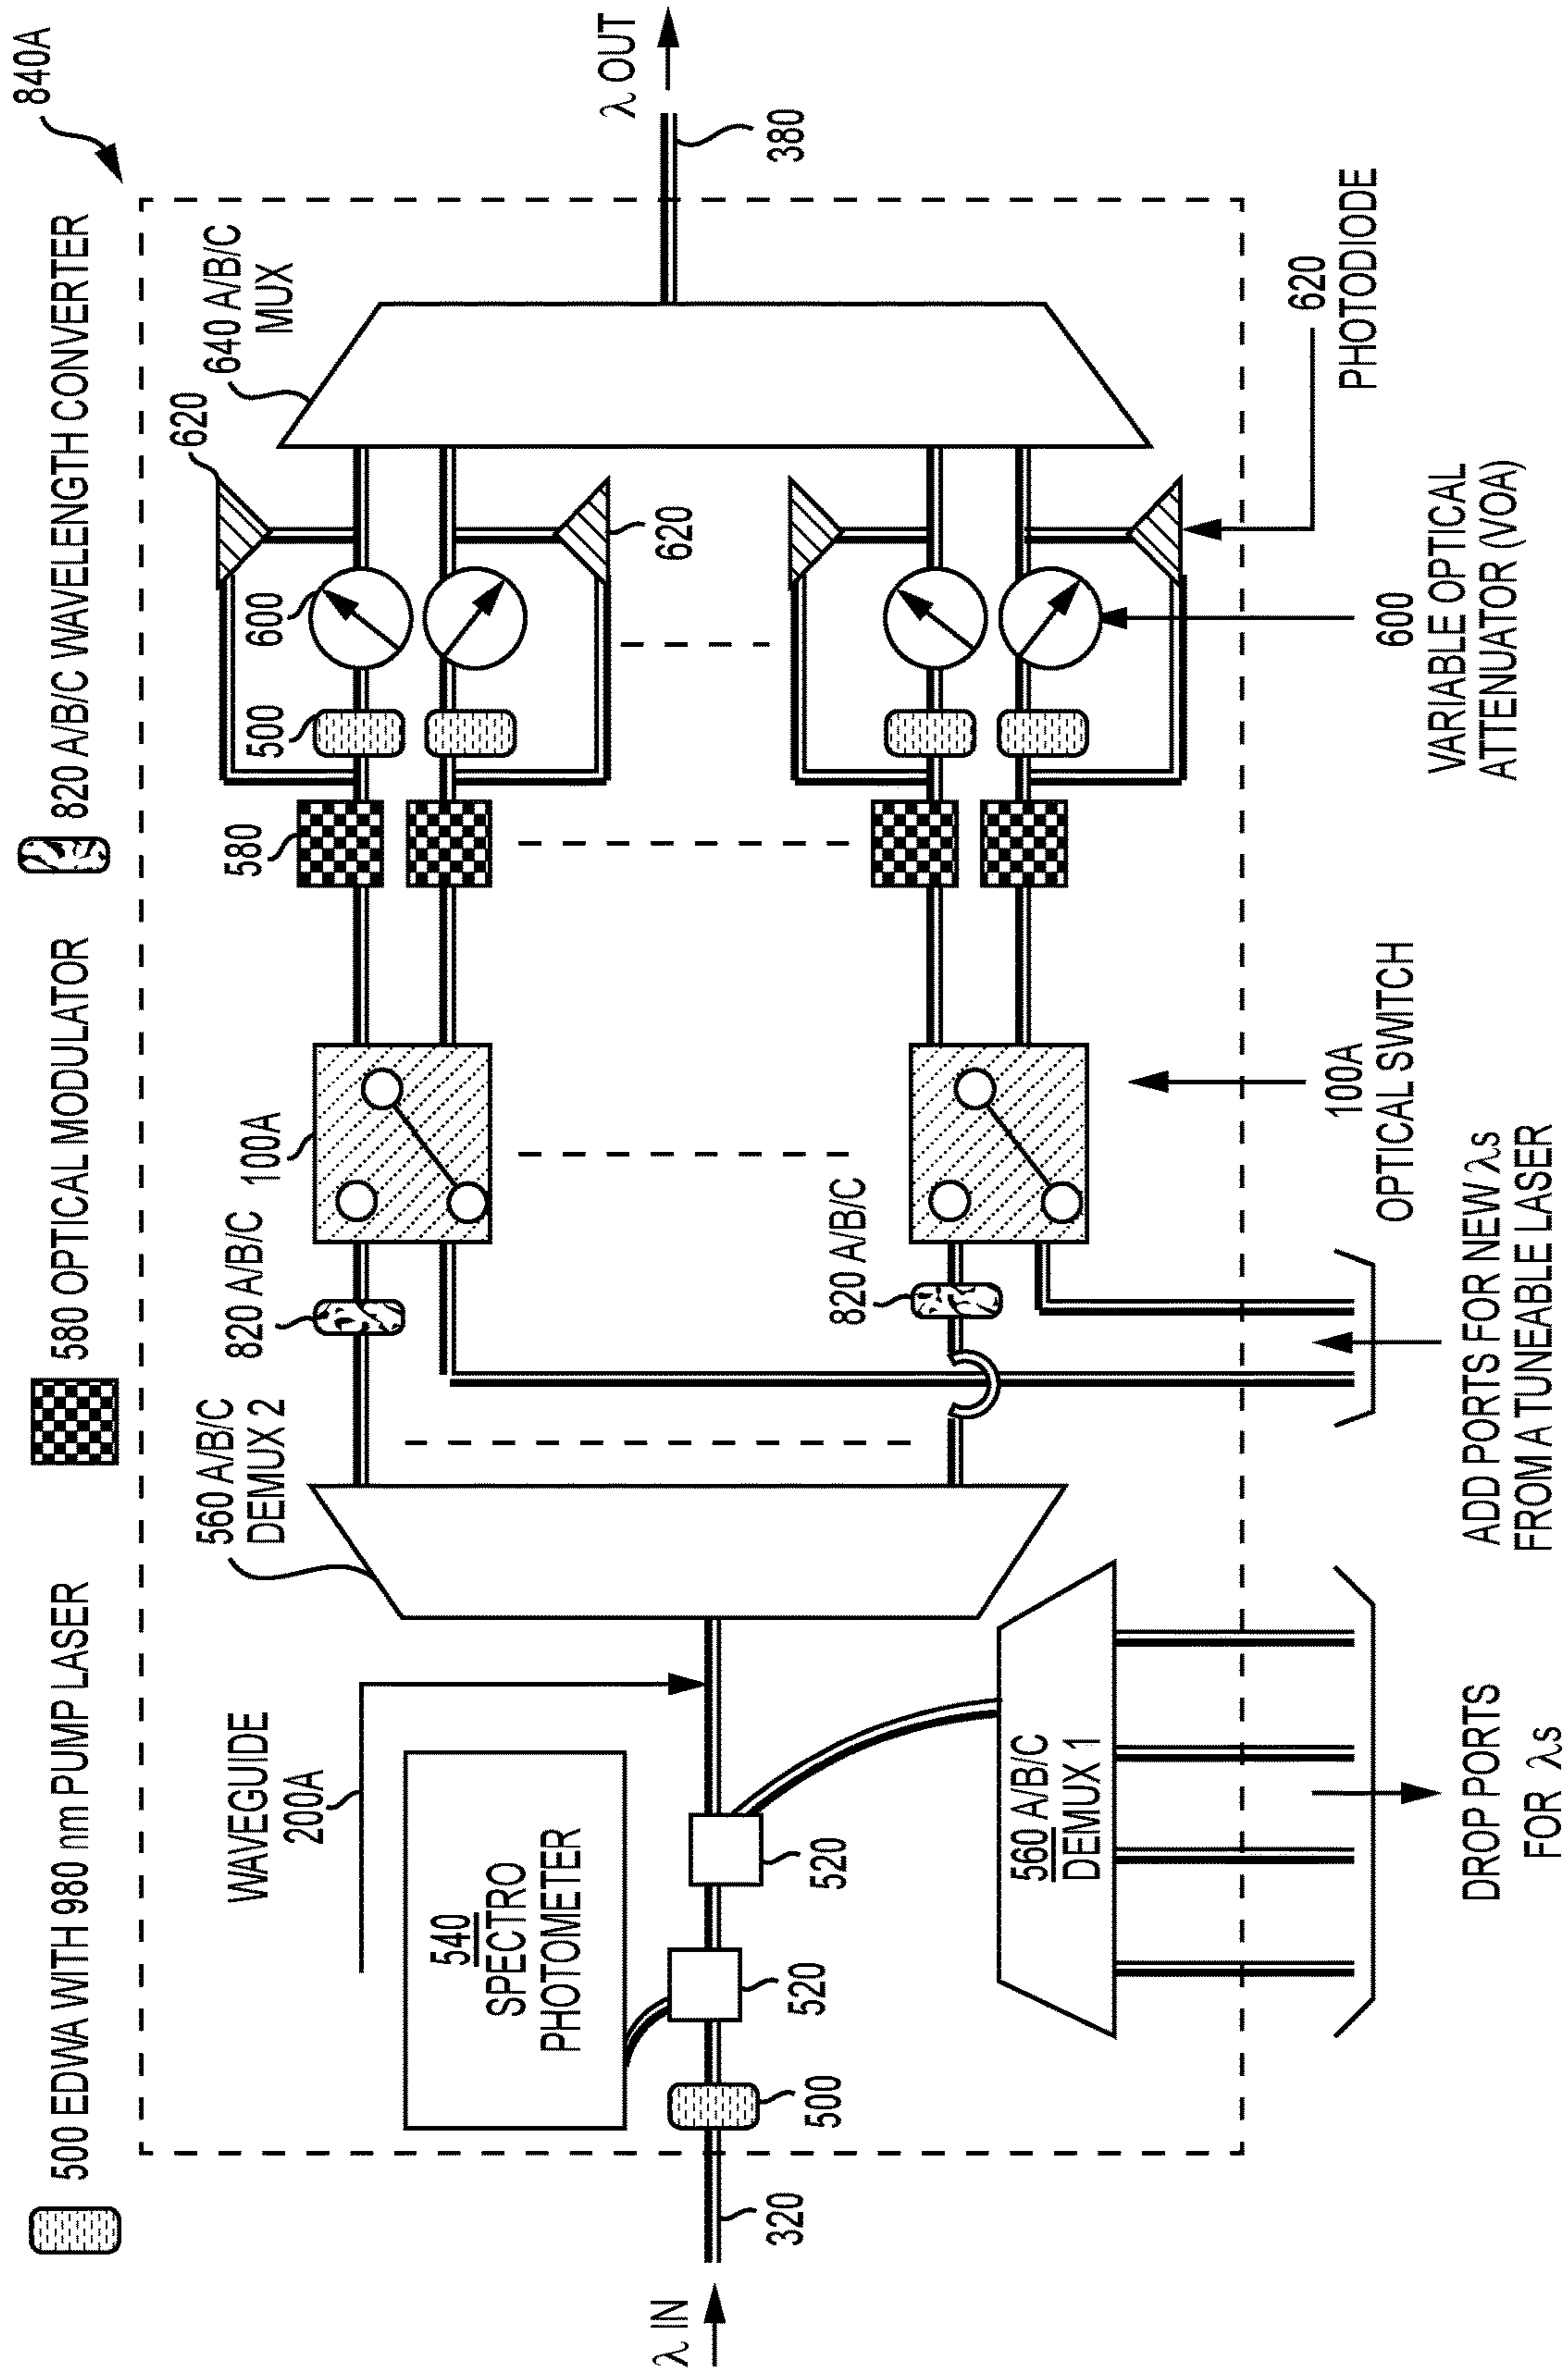 500 EDWA WITH 980 nm PUMP LASER
580 OPTICAL MODULATOR
820 A/B/C WAVELENGTH CONVERTER
840A
λ IN
320
500
540
SPECTRO
PHOTOMETER
520
520
WAVEGUIDE
200A
560 A/B/C
DEMUX 2
560 A/B/C
DEMUX 1
820 A/B/C
820 A/B/C
100A
580
500
600
620
620
640 A/B/C
MUX
λ OUT
380
DROP PORTS
FOR λs
ADD PORTS FOR NEW λs
FROM A TUNEABLE LASER
100A
OPTICAL SWITCH
600
VARIABLE OPTICAL
ATTENUATOR (VOA)
620
PHOTODIODE